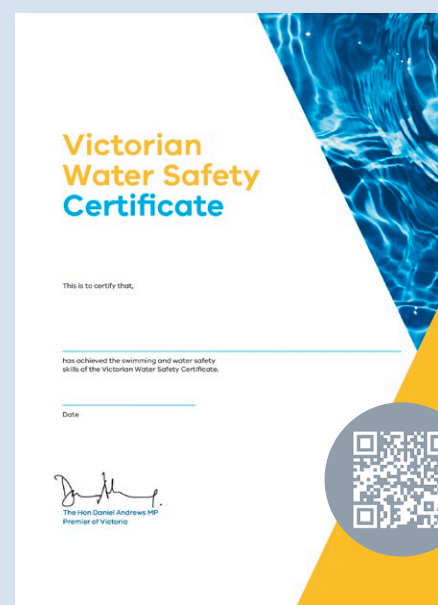 Victorian
Water Safety
Certificate
This is to certify that,
has achieved the swimming and water safety
skills of the Victorian Water Safety Certificate.
Date
The Hon Daniel Andrews MP
Premier of Victoria